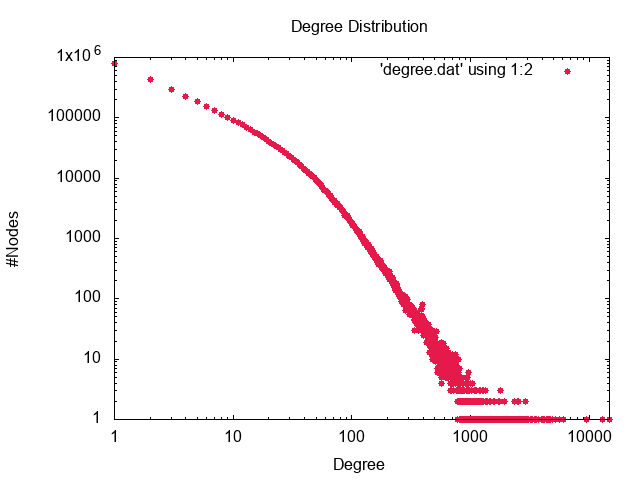 Degree Distribution
'degree.dat' using 1:2
1x10^6
100000
10000
1000
100
10
1
#Nodes
1 10 100 1000 10000
Degree